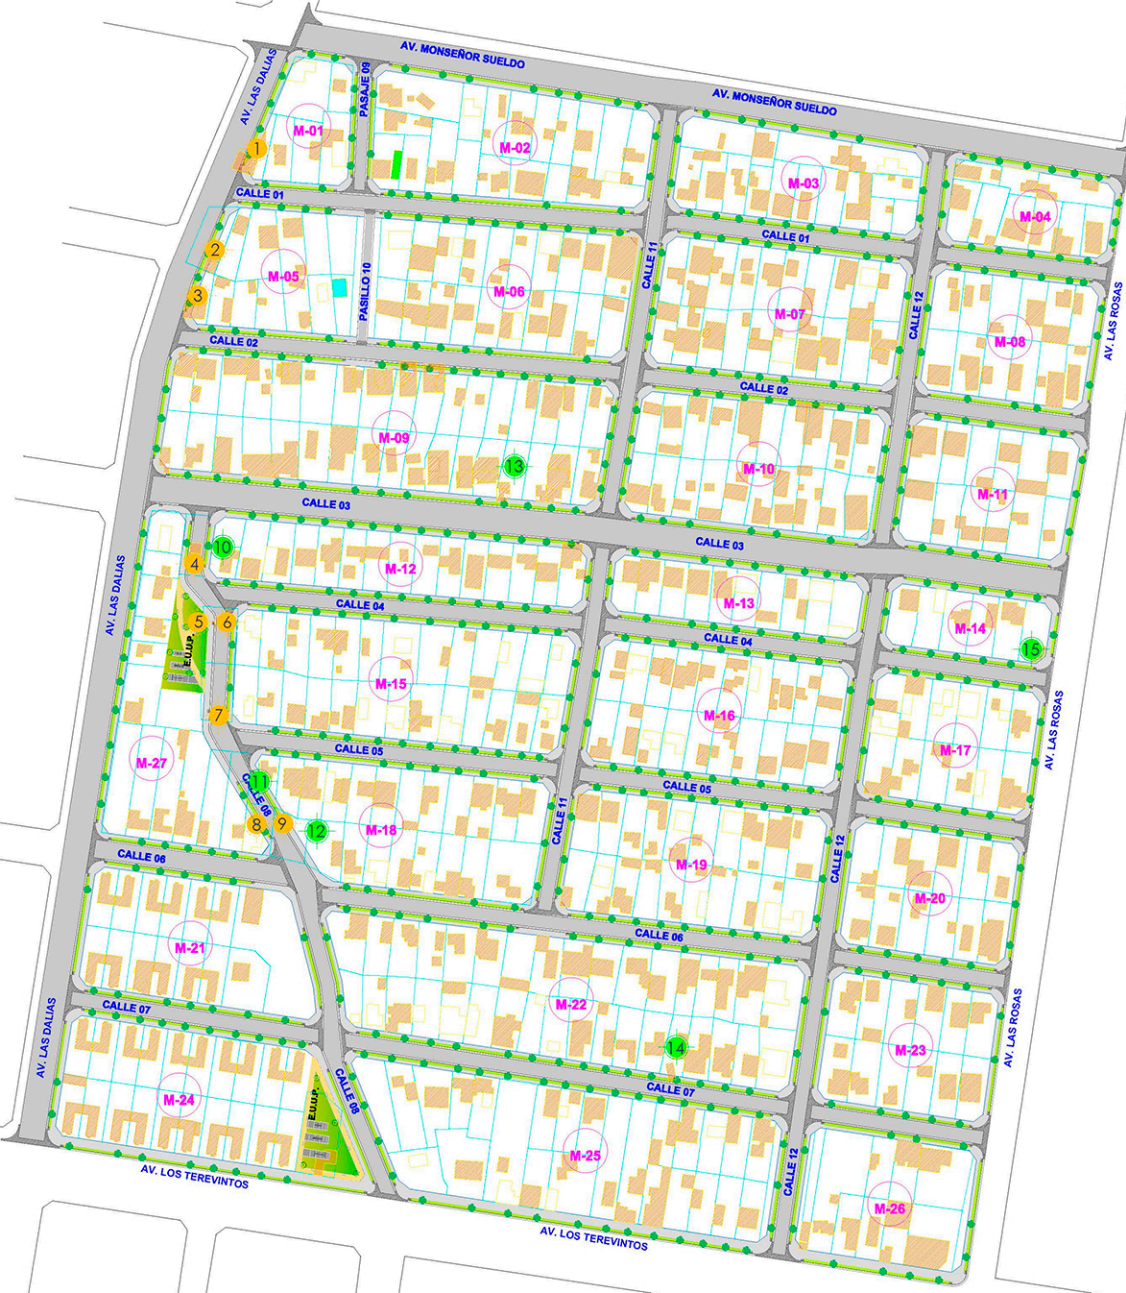 AV. MONSEÑOR SUELDO
AV. MONSEÑOR SUELDO
AV. LAS DALIAS
PASAJE 09
M-01
M-02
1
M-03
CALLE 01
M-04
CALLE 01
2
M-05
PASILLO 10
M-06
CALLE 11
3
M-07
CALLE 12
M-08
AV. LAS ROSAS
CALLE 02
CALLE 02
M-09
13
M-10
M-11
CALLE 03
CALLE 03
10
4
M-12
AV. LAS DALIAS
M-13
CALLE 04
5
6
E.U.U.P.
M-14
15
CALLE 04
M-15
M-16
7
M-17
AV. LAS ROSAS
M-27
CALLE 05
11
CALLE 08
CALLE 05
8
9
12
M-18
CALLE 11
CALLE 06
M-19
CALLE 12
M-20
M-21
CALLE 06
CALLE 07
M-22
AV. LAS DALIAS
14
M-23
AV. LAS ROSAS
M-24
E.U.U.P.
CALLE 08
CALLE 07
M-25
CALLE 12
AV. LOS TEREVINTOS
M-26
AV. LOS TEREVINTOS